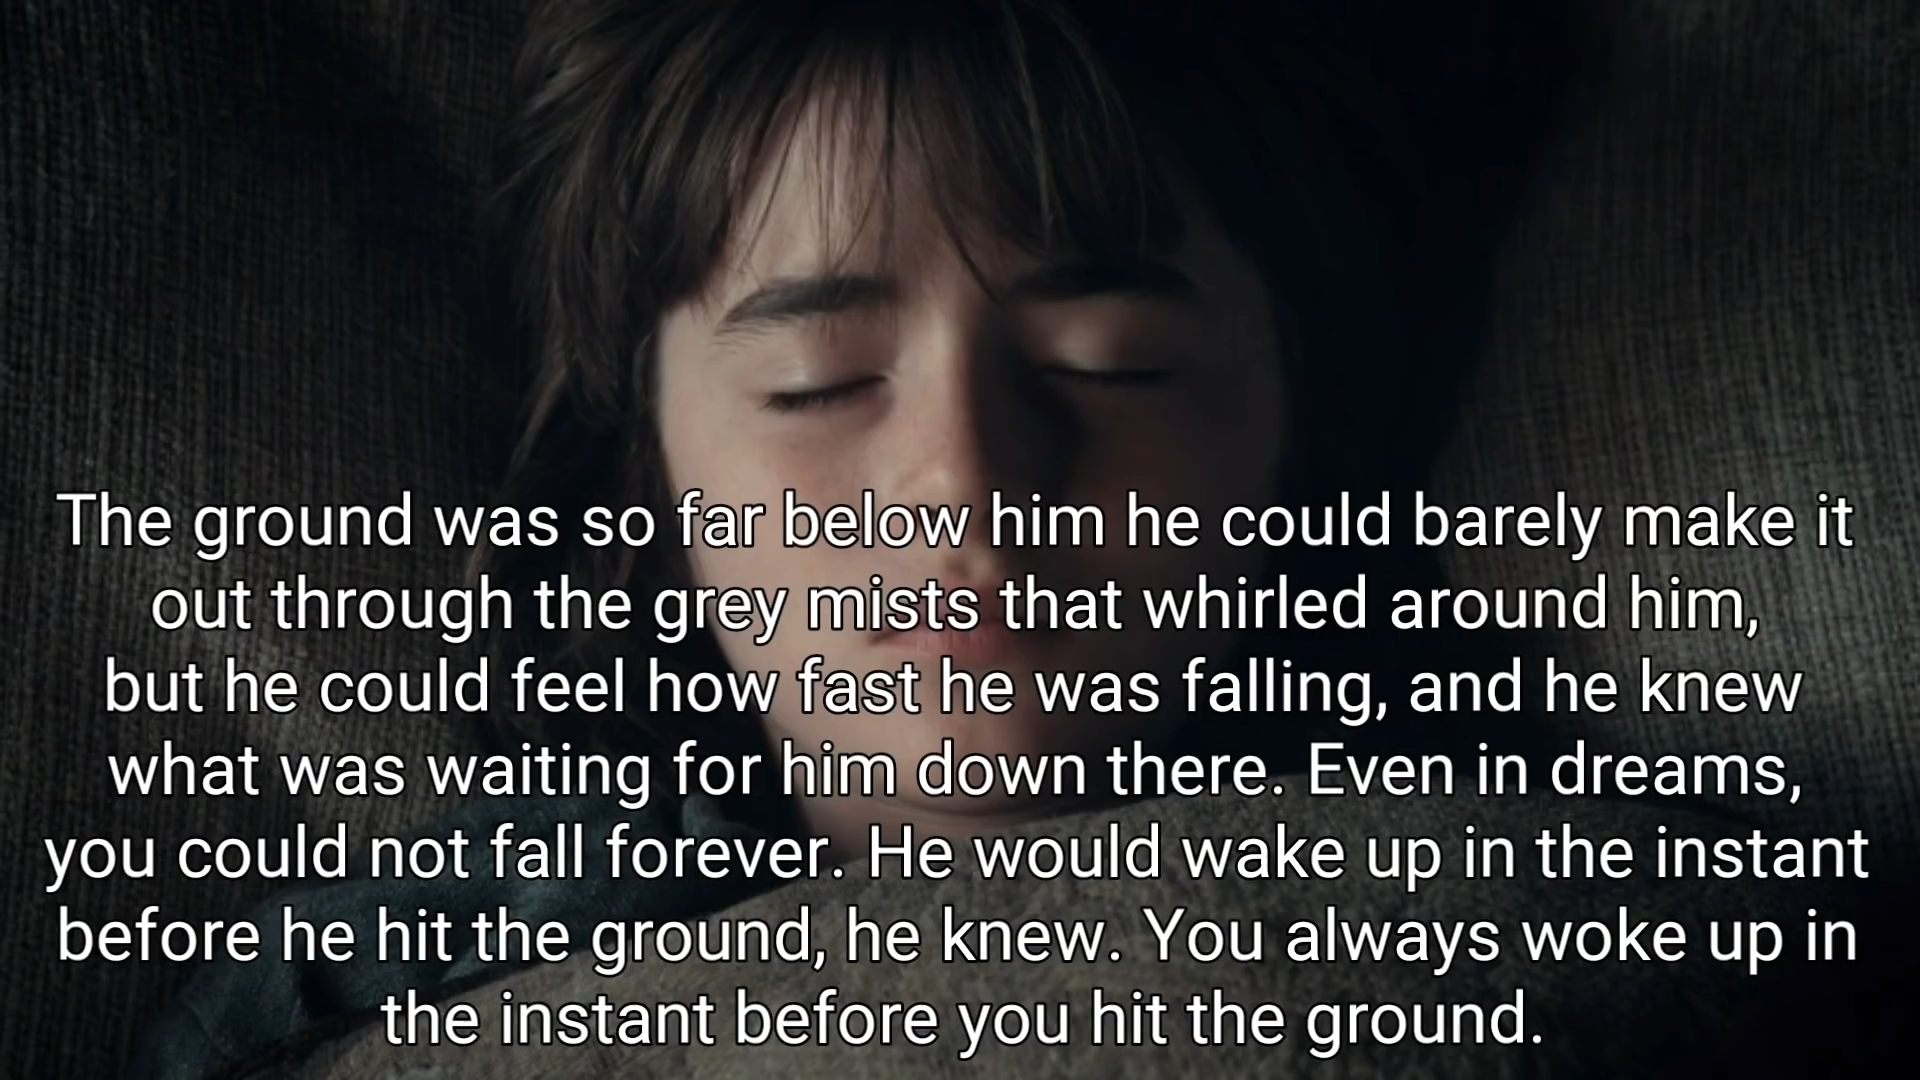 The ground was so far below him he could barely make it
out through the grey mists that whirled around him,
but he could feel how fast he was falling, and he knew
what was waiting for him down there. Even in dreams,
you could not fall forever. He would wake up in the instant
before he hit the ground, he knew. You always woke up in
the instant before you hit the ground.